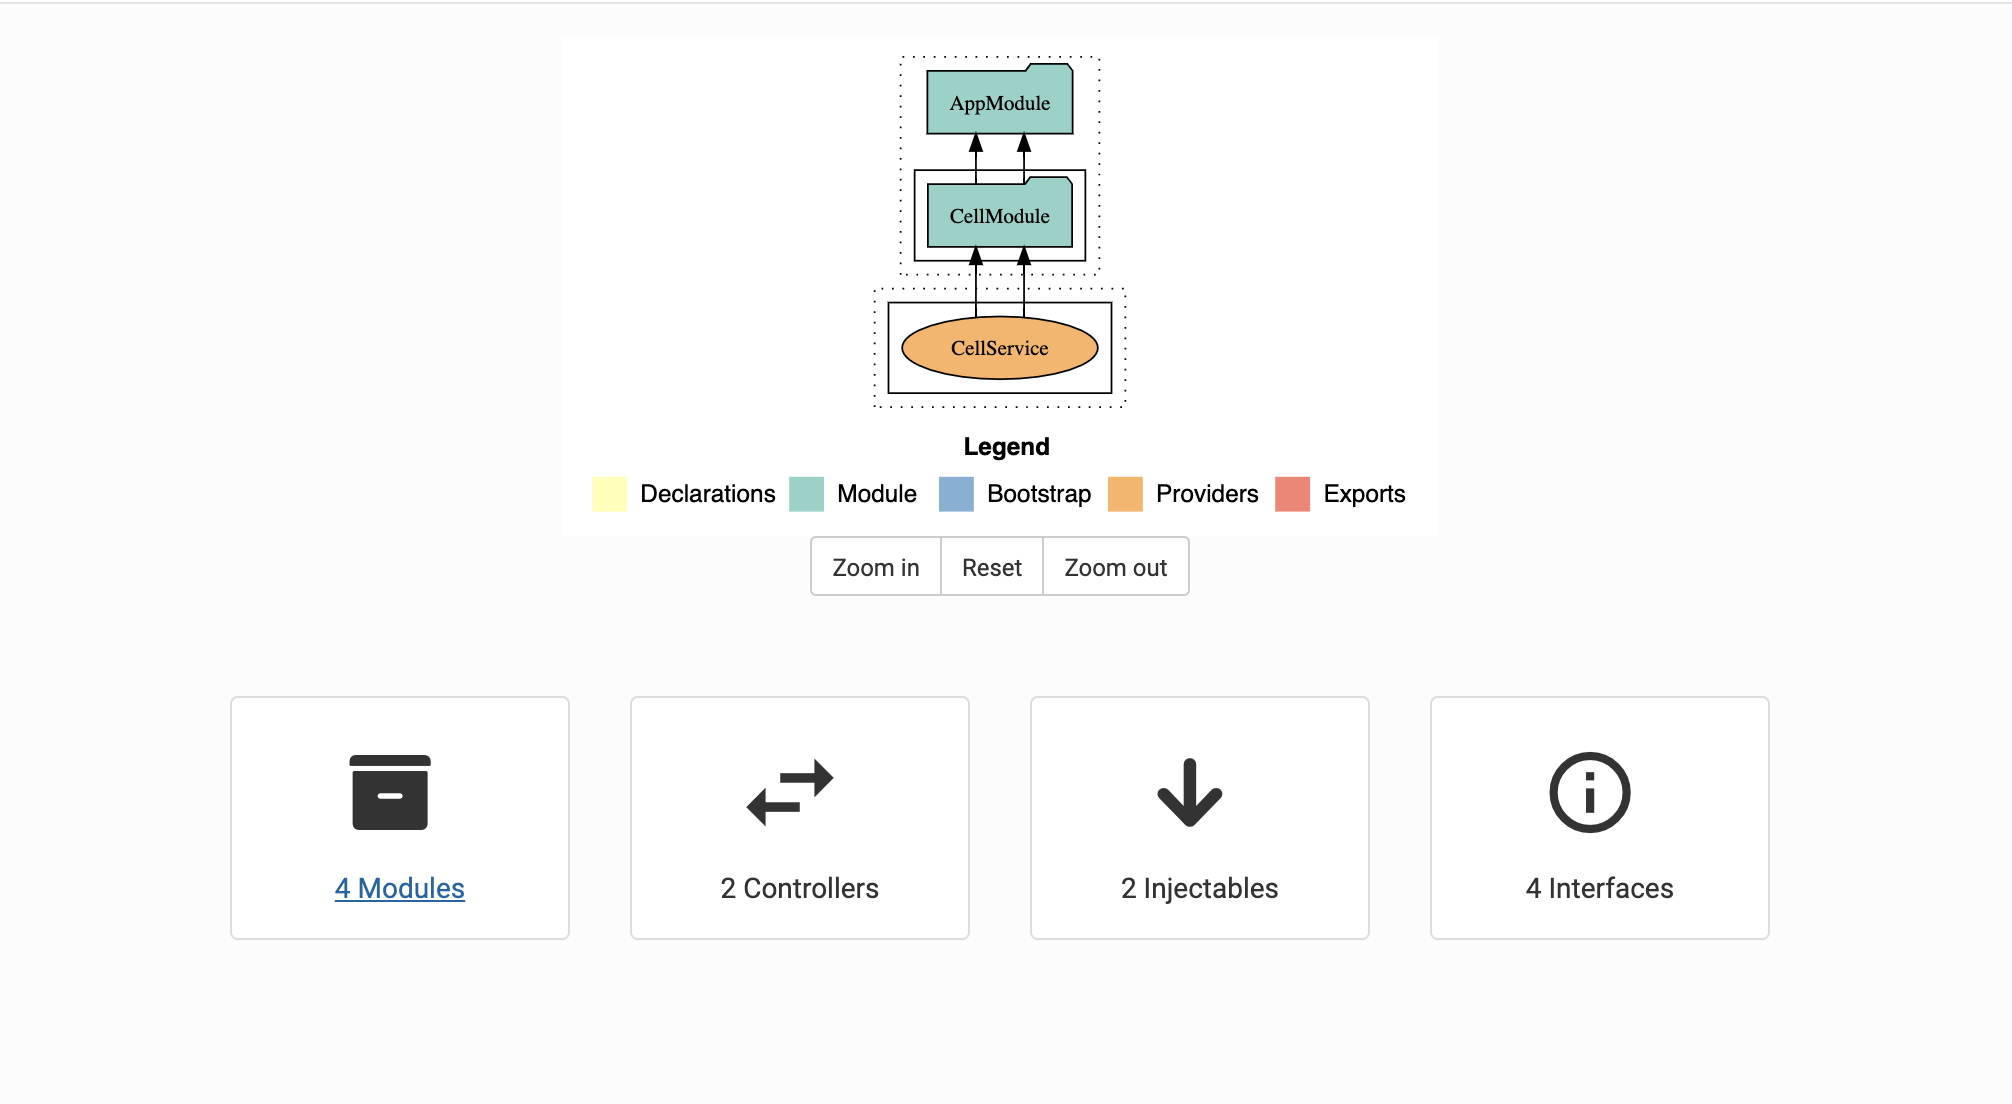 AppModule
CellModule
CellService
Legend
Declarations Module Bootstrap Providers Exports
Zoom in Reset Zoom out
4 Modules 2 Controllers 2 Injectables 4 Interfaces